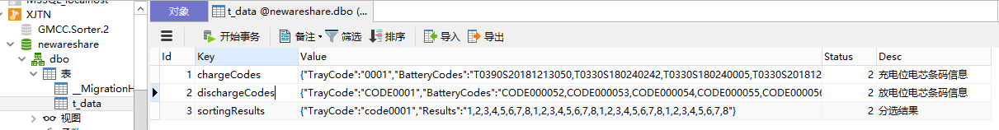 MSSQL_localhost
XJTN
GMCC.Sorter.2
newareshare
dbo
表
__MigrationH
t_data
视图
对象
t_data @newareshare.dbo (...
开始事务 备注 筛选 排序 导入 导出
Id Key Value Status Desc
1 chargeCodes {"TrayCode":"0001","BatteryCodes":"T0390S20181213050,T0330S180240242,T0330S180240005,T0330S201812 2 充电位电芯条码信息
2 dischargeCodes {"TrayCode":"CODE0001","BatteryCodes":"CODE000052,CODE000053,CODE000054,CODE000055,CODE000056 2 放电位电芯条码信息
3 sortingResults {"TrayCode":"code0001","Results":"1,2,3,4,5,6,7,8,1,2,3,4,5,6,7,8,1,2,3,4,5,6,7,8,1,2,3,4,5,6,7,8"} 2 分选结果